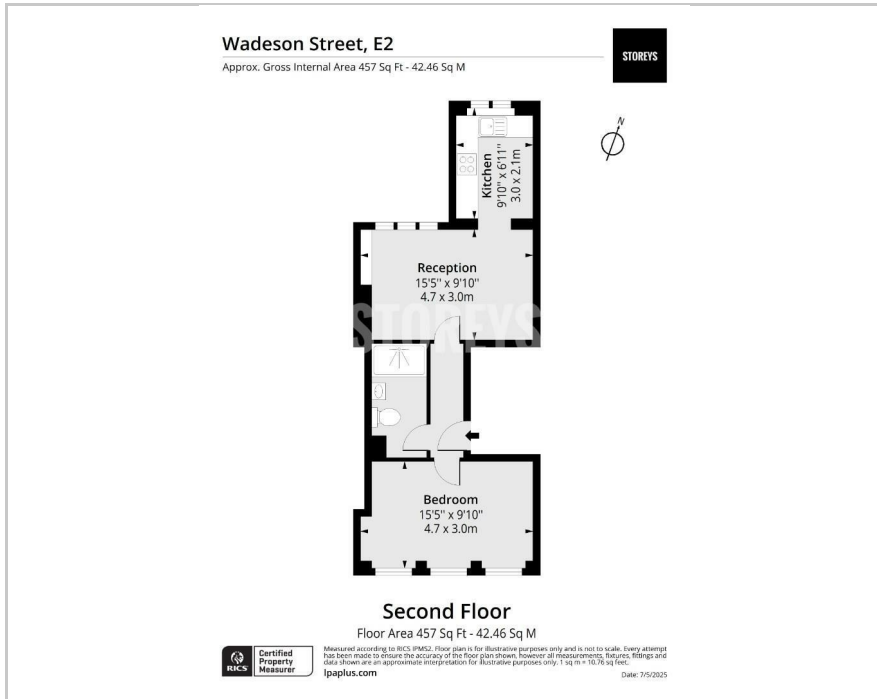 Wadeson Street, E2
Approx. Gross Internal Area 457 Sq Ft - 42.46 Sq M
STOREYS
N
Kitchen
9'10" x 6'11"
3.0 x 2.1m
Reception
15'5" x 9'10"
4.7 x 3.0m
STOREYS
Bedroom
15'5" x 9'10"
4.7 x 3.0m
Second Floor
Floor Area 457 Sq Ft - 42.46 Sq M
RICS
Certified
Property
Measurer
Measured according to RICS IPMS2. Floor plan is for illustrative purposes only and is not to scale. Every attempt
has been made to ensure the accuracy of the floor plan shown, however all measurements, fixtures, fittings and
data shown are an approximate interpretation for illustrative purposes only. 1 sq m = 10.76 sq feet.
lpaplus.com
Date: 7/5/2025